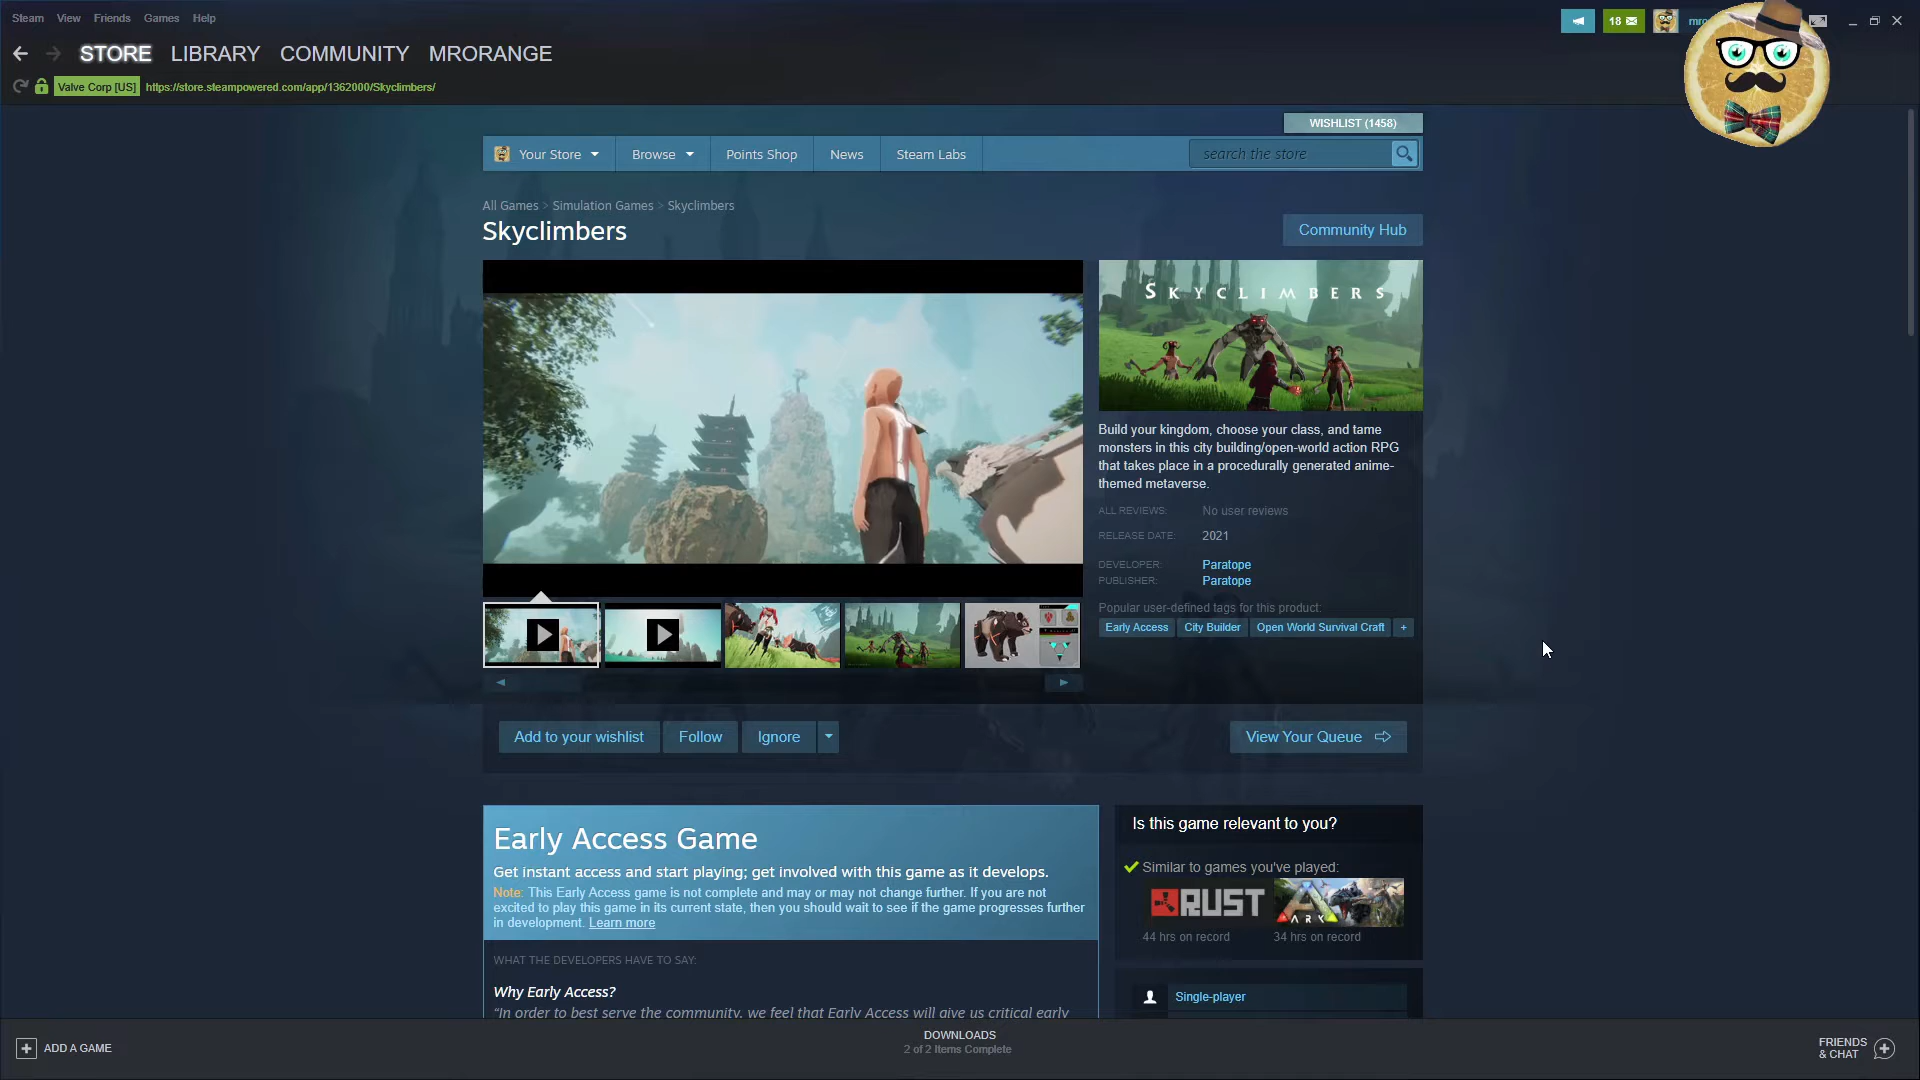 Steam View Friends Games Help
18
STORE LIBRARY COMMUNITY MRORANGE
Valve Corp [US] https://store.steampowered.com/app/1362000/Skyclimbers/
WISHLIST (1458)
Your Store Browse Points Shop News Steam Labs search the store
All Games > Simulation Games > Skyclimbers
Skyclimbers
Community Hub
SKYCLIMBERS
Build your kingdom, choose your class, and tame
monsters in this city building/open-world action RPG
that takes place in a procedurally generated anime-
themed metaverse.
ALL REVIEWS: No user reviews
RELEASE DATE: 2021
DEVELOPER: Paratope
PUBLISHER: Paratope
Popular user-defined tags for this product:
Early Access City Builder Open World Survival Craft +
Add to your wishlist Follow Ignore View Your Queue
Early Access Game
Get instant access and start playing; get involved with this game as it develops.
Note: This Early Access game is not complete and may or may not change further. If you are not
excited to play this game in its current state, then you should wait to see if the game progresses further
in development. Learn more
WHAT THE DEVELOPERS HAVE TO SAY:
Why Early Access?
“In order to best serve the community, we feel that Early Access will give us critical early
Is this game relevant to you?
Similar to games you've played:
RUST ARK
44 hrs on record 34 hrs on record
Single-player
ADD A GAME
DOWNLOADS
2 of 2 Items Complete
FRIENDS
& CHAT